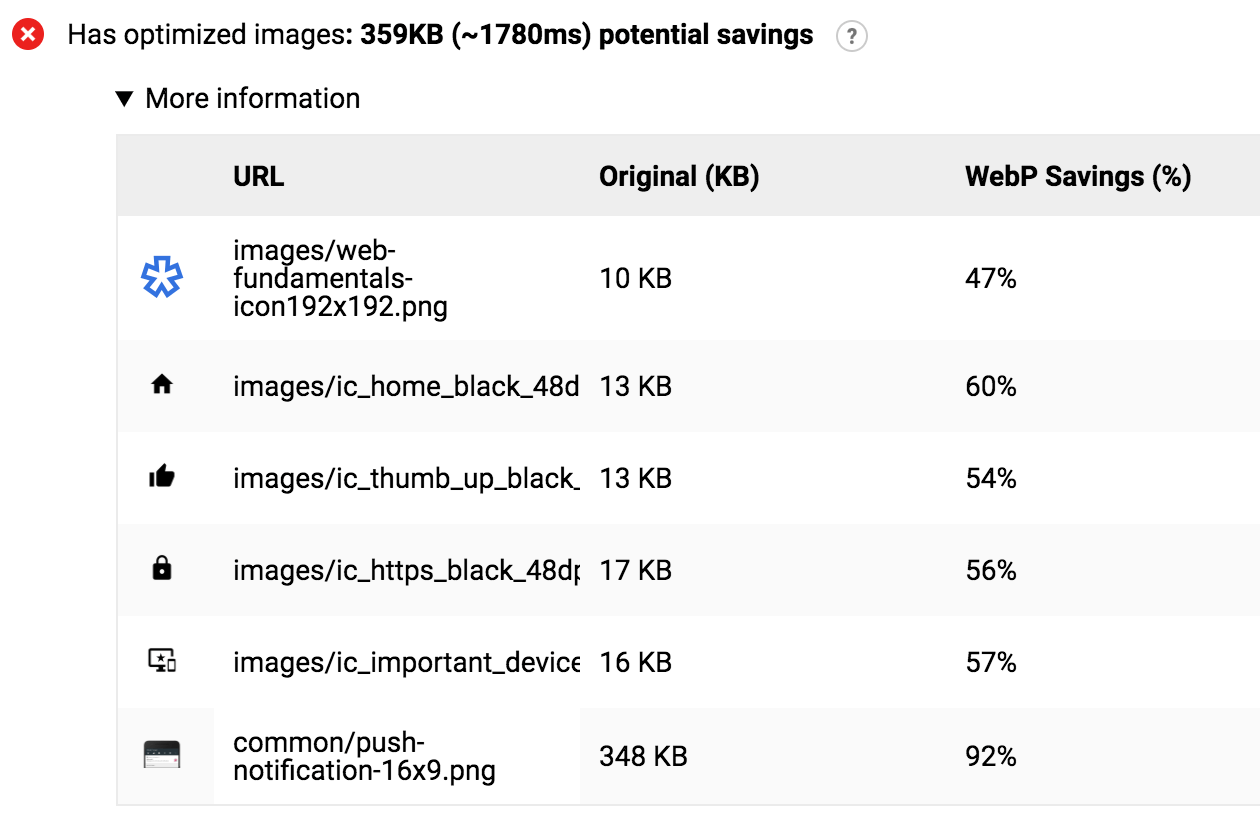 Has optimized images: 359KB (~1780ms) potential savings ?
▼ More information
URL Original (KB) WebP Savings (%)
images/web-
fundamentals-
icon192x192.png 10 KB 47%
images/ic_home_black_48d 13 KB 60%
images/ic_thumb_up_black_ 13 KB 54%
images/ic_https_black_48dp 17 KB 56%
images/ic_important_device 16 KB 57%
common/push-
notification-16x9.png 348 KB 92%